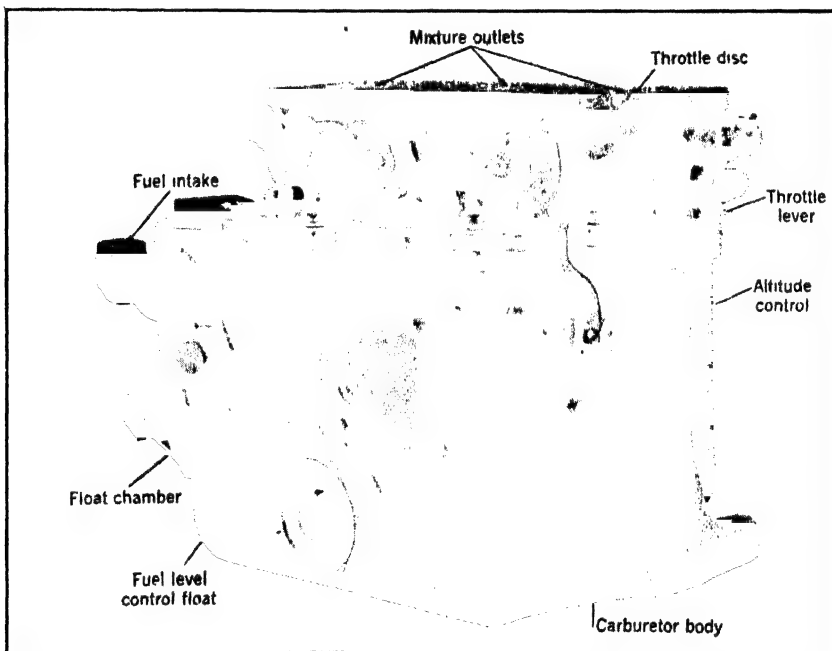 Mixture outlets
Throttle disc
Fuel intake
Throttle
lever
Altitude
control
Float chamber
Fuel level
control float
Carburetor body